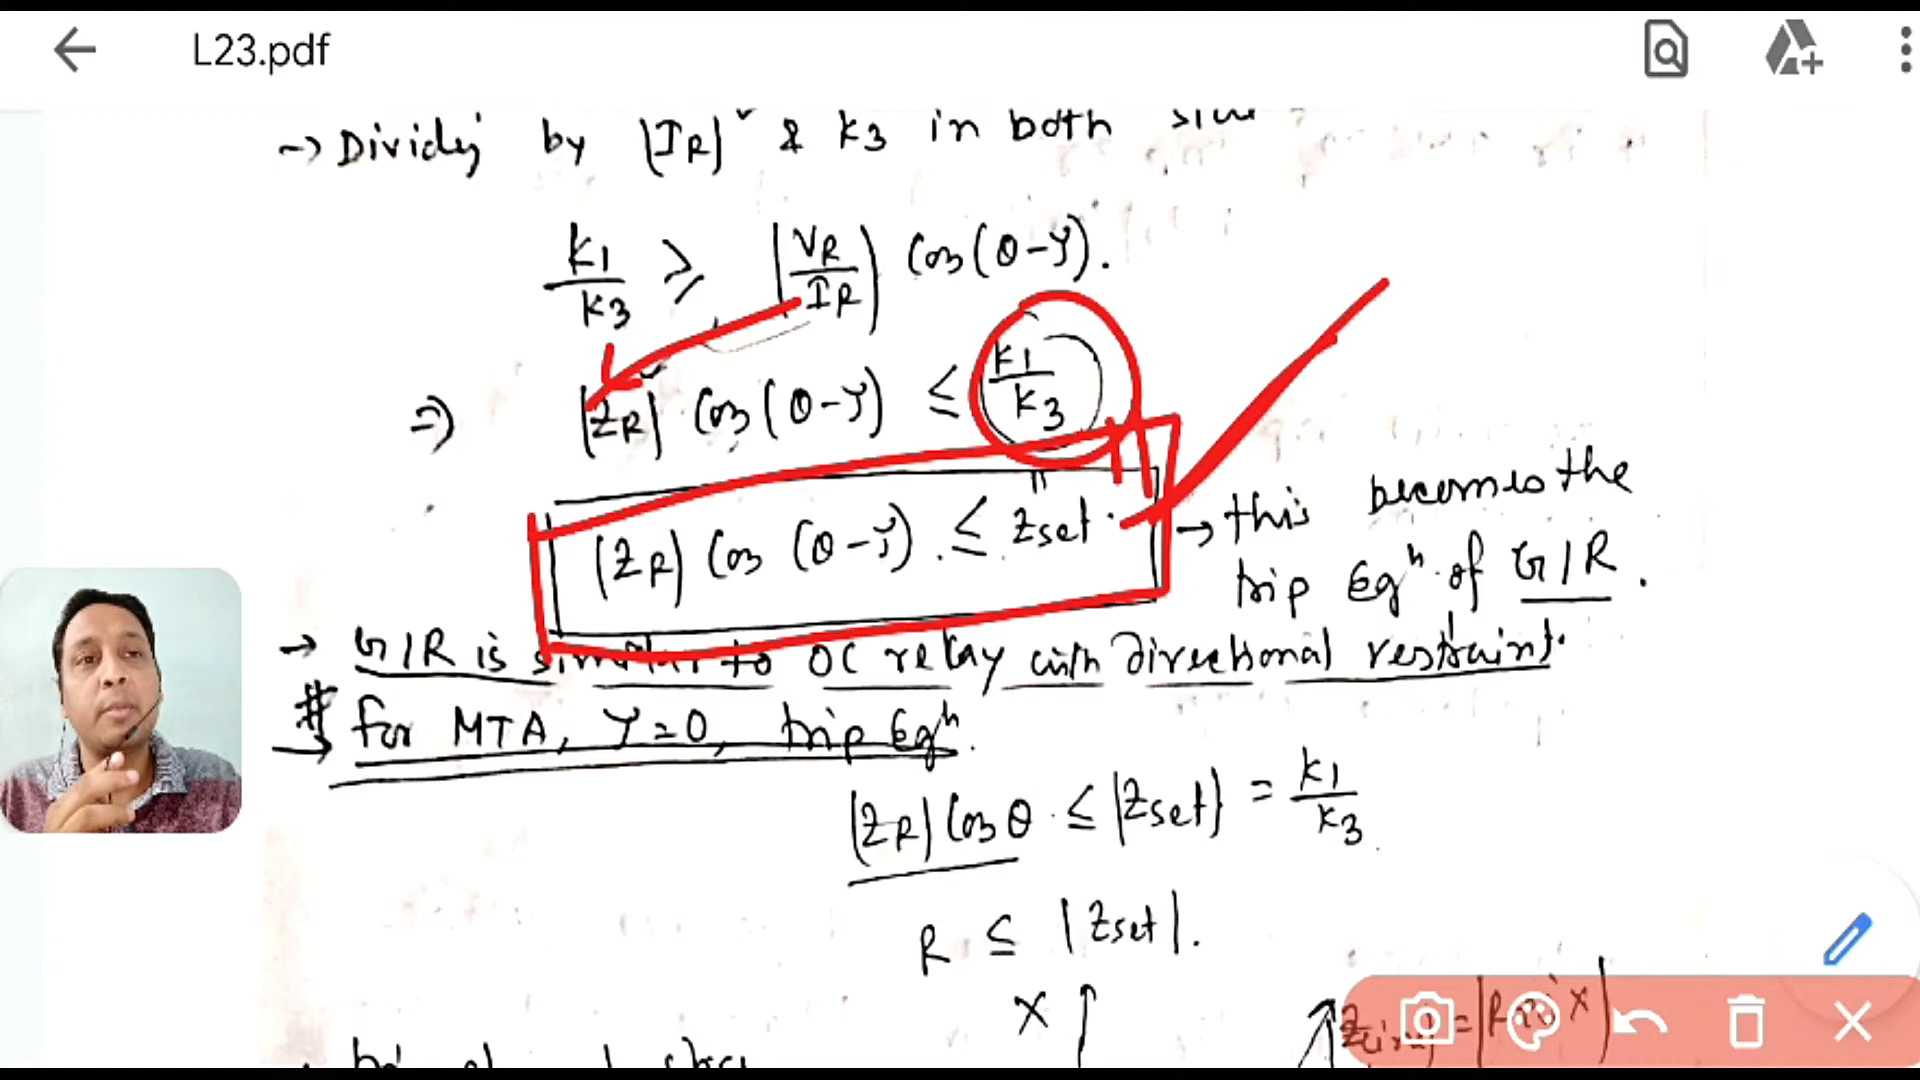 L23.pdf
→ Dividing by |IR|² & K3 in both side
K1/K3 ≥ |VR/IR| Cos(θ-γ).
⇒ |ZR| Cos(θ-γ) ≤ K1/K3
|ZR| Cos(θ-γ) ≤ Zset. → this becomes the
trip Eqⁿ of G/R.
→ G/R is similar to OC relay with directional restraint.
# → for MTA, γ=0, trip Eqⁿ.
|ZR| Cosθ ≤ |Zset| = K1/K3
R ≤ |Zset|.
X